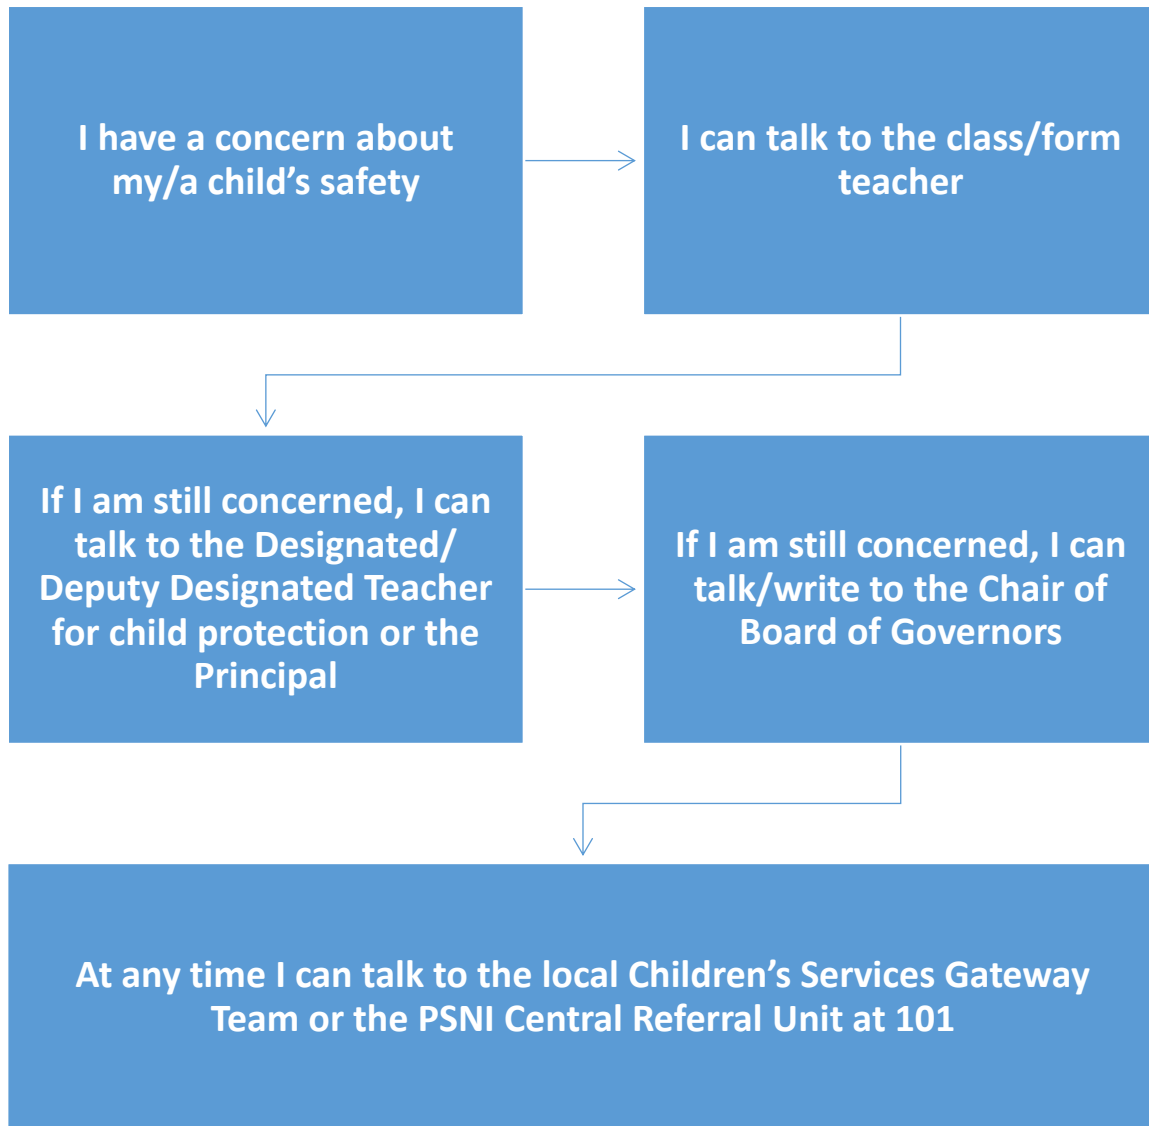 I have a concern about
my/a child’s safety
I can talk to the class/form
teacher
If I am still concerned, I can
talk to the Designated/
Deputy Designated Teacher
for child protection or the
Principal
If I am still concerned, I can
talk/write to the Chair of
Board of Governors
At any time I can talk to the local Children’s Services Gateway
Team or the PSNI Central Referral Unit at 101